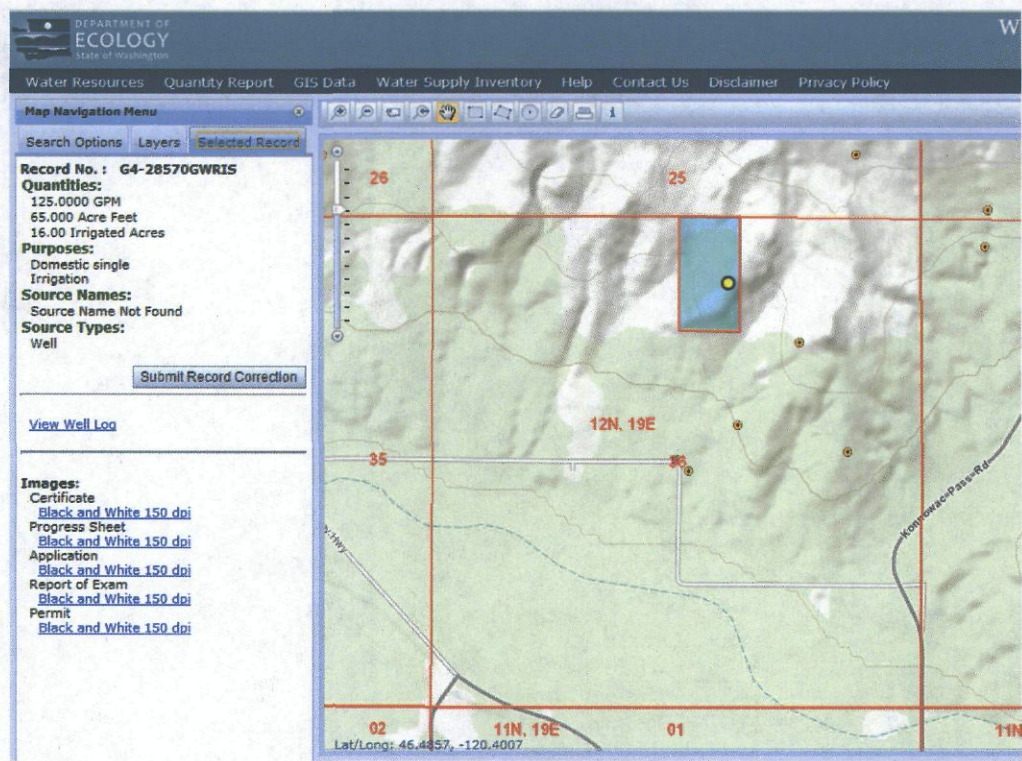 DEPARTMENT OF
ECOLOGY
State of Washington
W
Water Resources Quantity Report GIS Data Water Supply Inventory Help Contact Us Disclaimer Privacy Policy
Map Navigation Menu
Search Options Layers Selected Record
Record No. : G4-28570GWRIS
Quantities:
125.0000 GPM
65.000 Acre Feet
16.00 Irrigated Acres
Purposes:
Domestic single
Irrigation
Source Names:
Source Name Not Found
Source Types:
Well
Submit Record Correction
View Well Log
Images:
Certificate
Black and White 150 dpi
Progress Sheet
Black and White 150 dpi
Application
Black and White 150 dpi
Report of Exam
Black and White 150 dpi
Permit
Black and White 150 dpi
26
25
12N, 19E
35
36
Konnowac=Pass=Rd
y-Hwy
02
11N, 19E
01
11N
Lat/Long: 46.4857, -120.4007